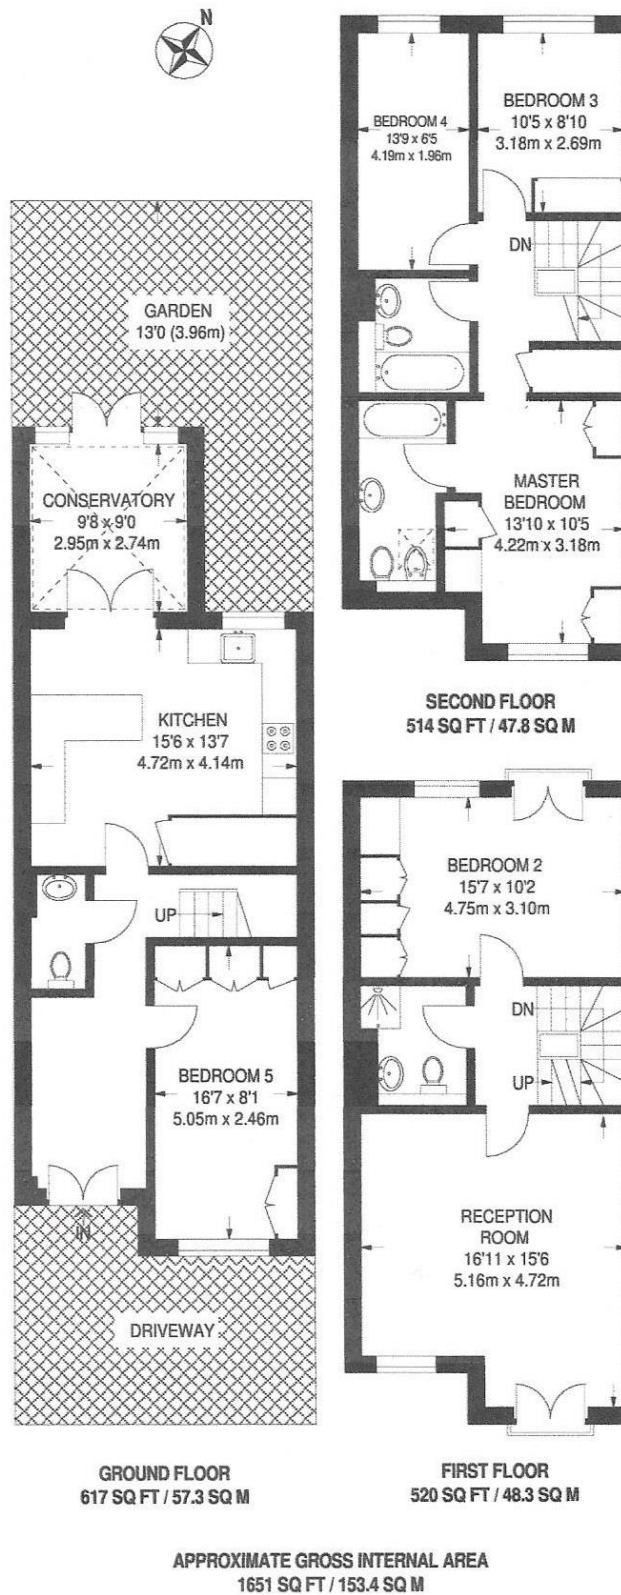 N
GARDEN
13'0 (3.96m)
CONSERVATORY
9'8 x 9'0
2.95m x 2.74m
KITCHEN
15'6 x 13'7
4.72m x 4.14m
UP
BEDROOM 5
16'7 x 8'1
5.05m x 2.46m
IN
DRIVEWAY
GROUND FLOOR
617 SQ FT / 57.3 SQ M
BEDROOM 4
13'9 x 6'5
4.19m x 1.96m
BEDROOM 3
10'5 x 8'10
3.18m x 2.69m
DN
MASTER
BEDROOM
13'10 x 10'5
4.22m x 3.18m
SECOND FLOOR
514 SQ FT / 47.8 SQ M
BEDROOM 2
15'7 x 10'2
4.75m x 3.10m
DN
UP
RECEPTION
ROOM
16'11 x 15'6
5.16m x 4.72m
FIRST FLOOR
520 SQ FT / 48.3 SQ M
APPROXIMATE GROSS INTERNAL AREA
1651 SQ FT / 153.4 SQ M